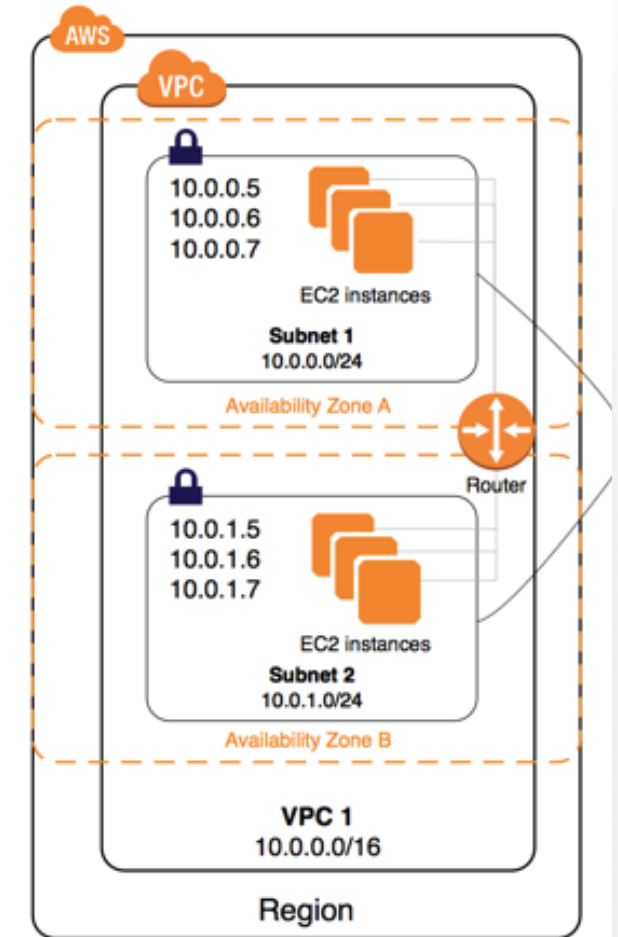 AWS
VPC
10.0.0.5
10.0.0.6
10.0.0.7
EC2 instances
Subnet 1
10.0.0.0/24
Availability Zone A
Router
10.0.1.5
10.0.1.6
10.0.1.7
EC2 instances
Subnet 2
10.0.1.0/24
Availability Zone B
VPC 1
10.0.0.0/16
Region